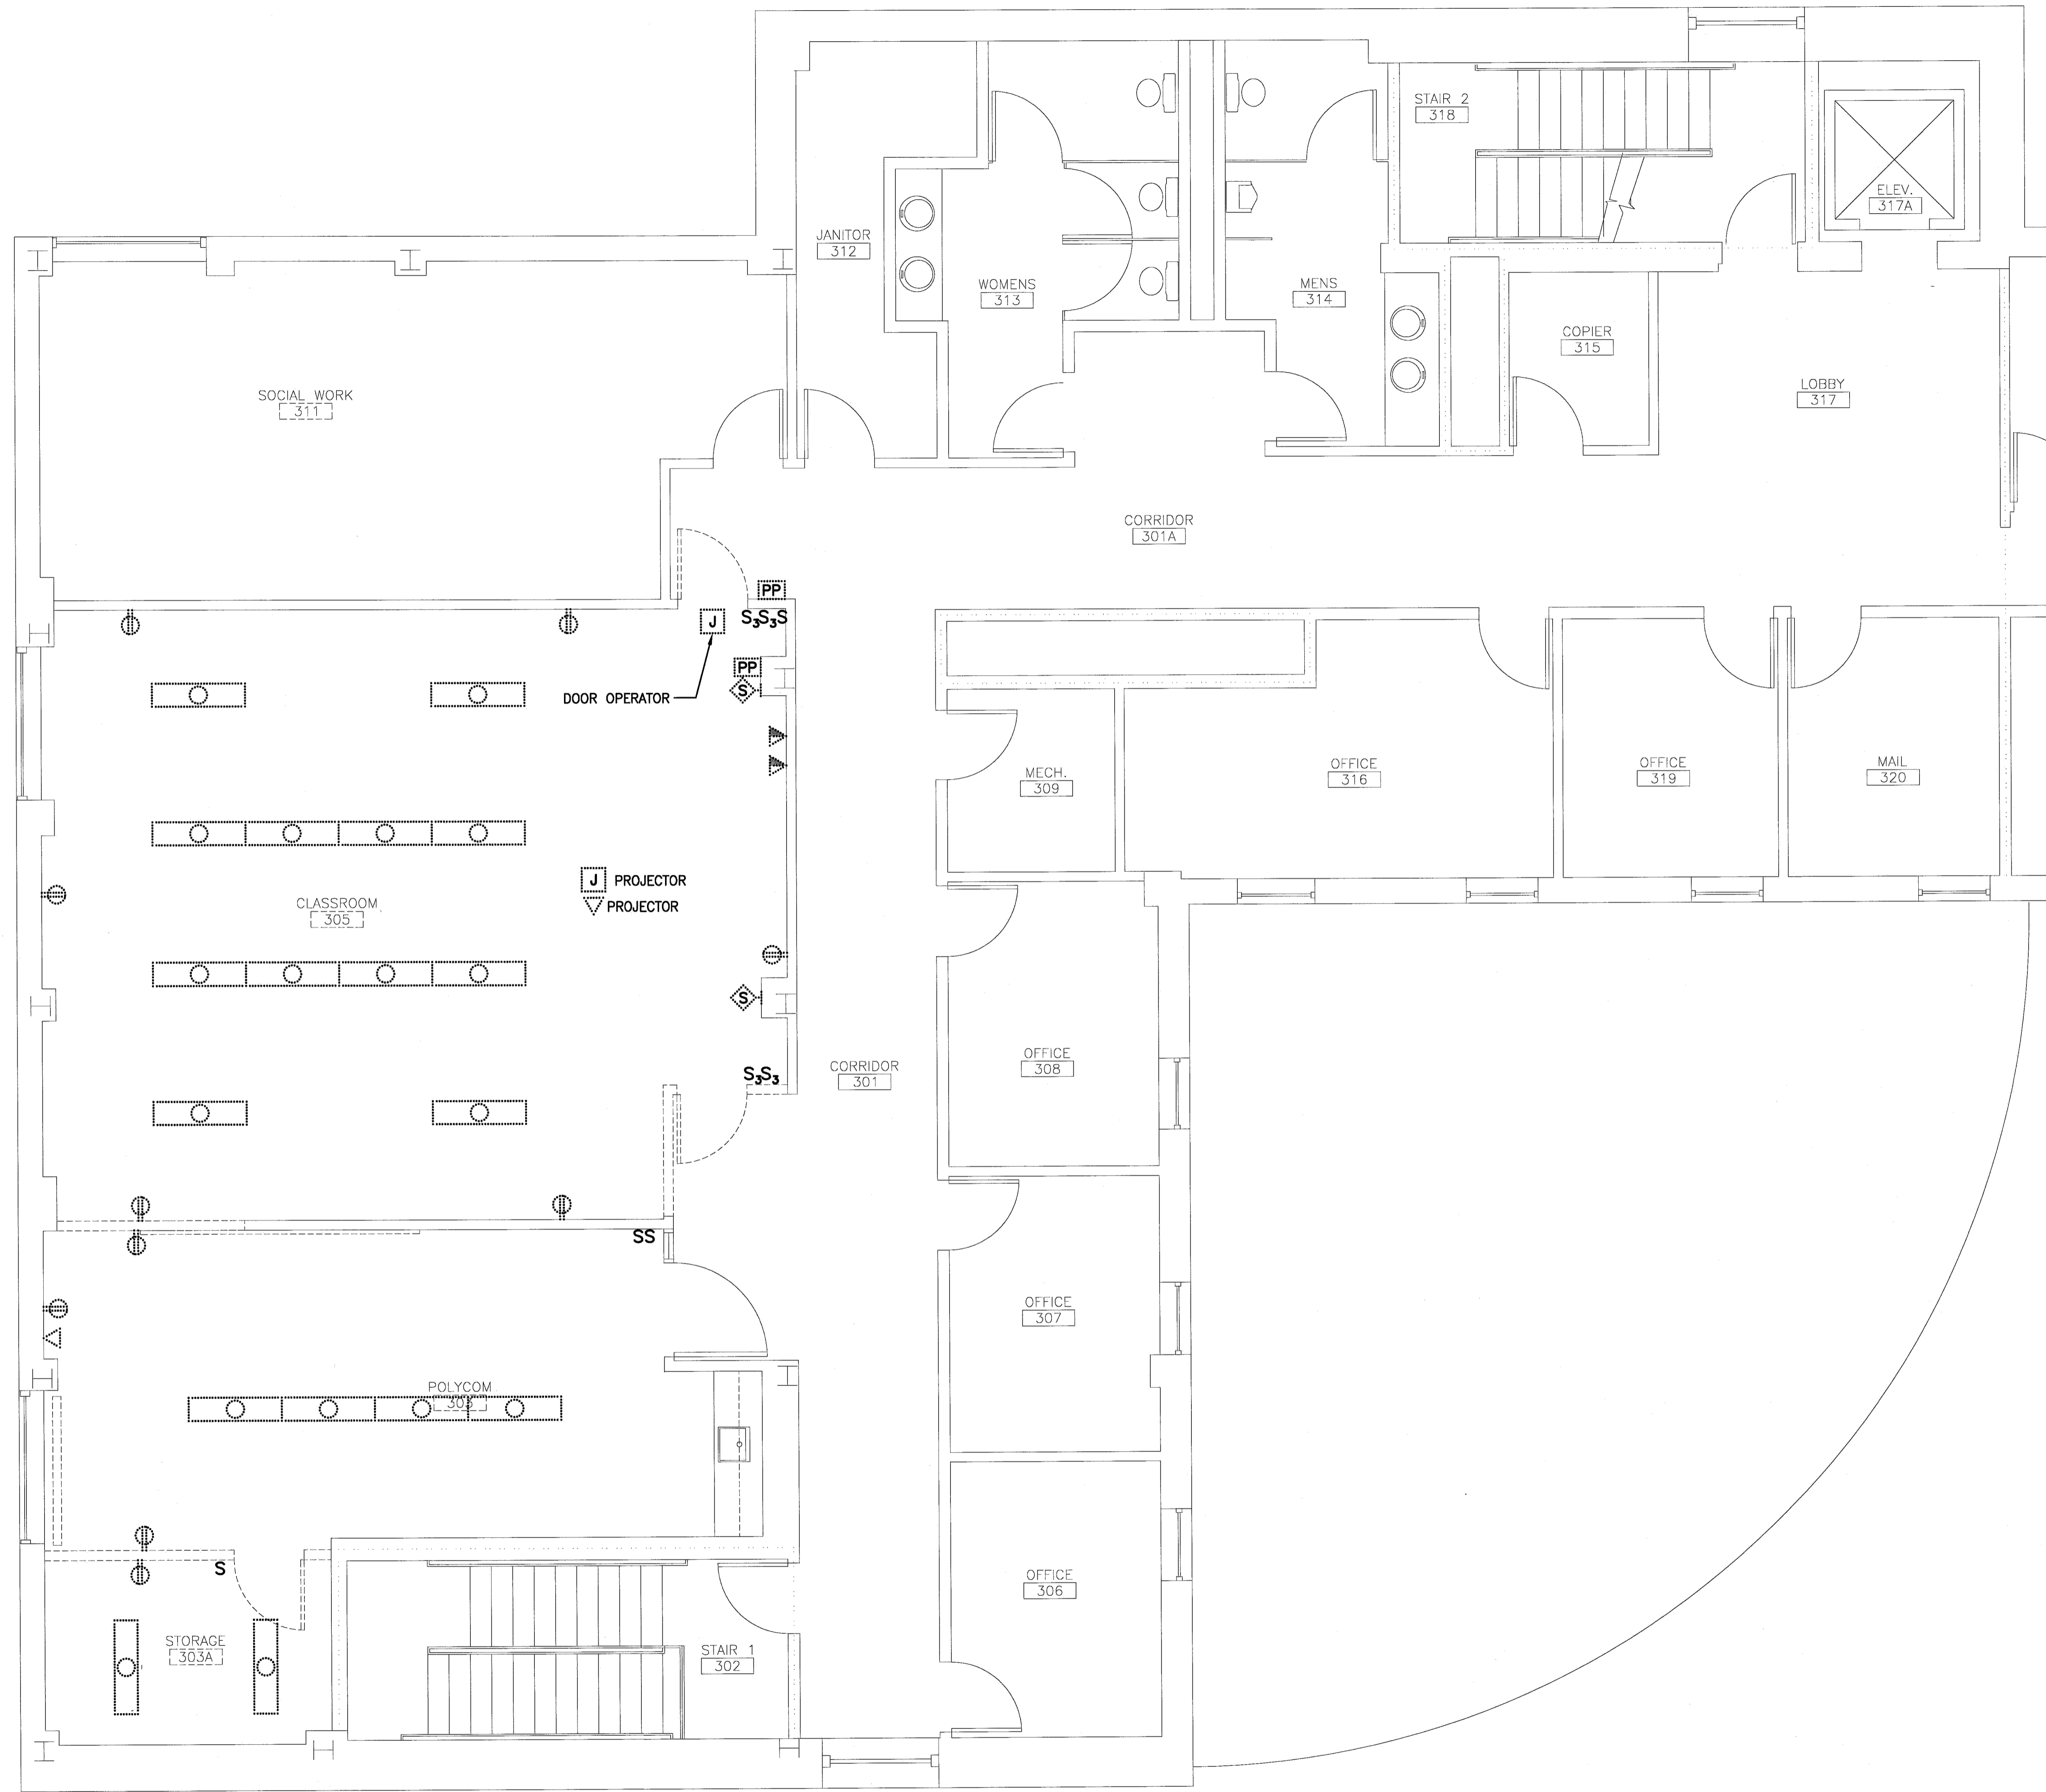 STAIR 2
318
ELEV.
317A
JANITOR
312
WOMENS
313
MENS
314
COPIER
315
LOBBY
317
SOCIAL WORK
311
CORRIDOR
301A
PP
J
S₃S₃S
PP
S
DOOR OPERATOR
MECH.
309
OFFICE
316
OFFICE
319
MAIL
320
J PROJECTOR
PROJECTOR
CLASSROOM
305
S
OFFICE
308
CORRIDOR
301
S₃S₃
SS
OFFICE
307
POLYCOM
303
S
OFFICE
306
STORAGE
303A
STAIR 1
302